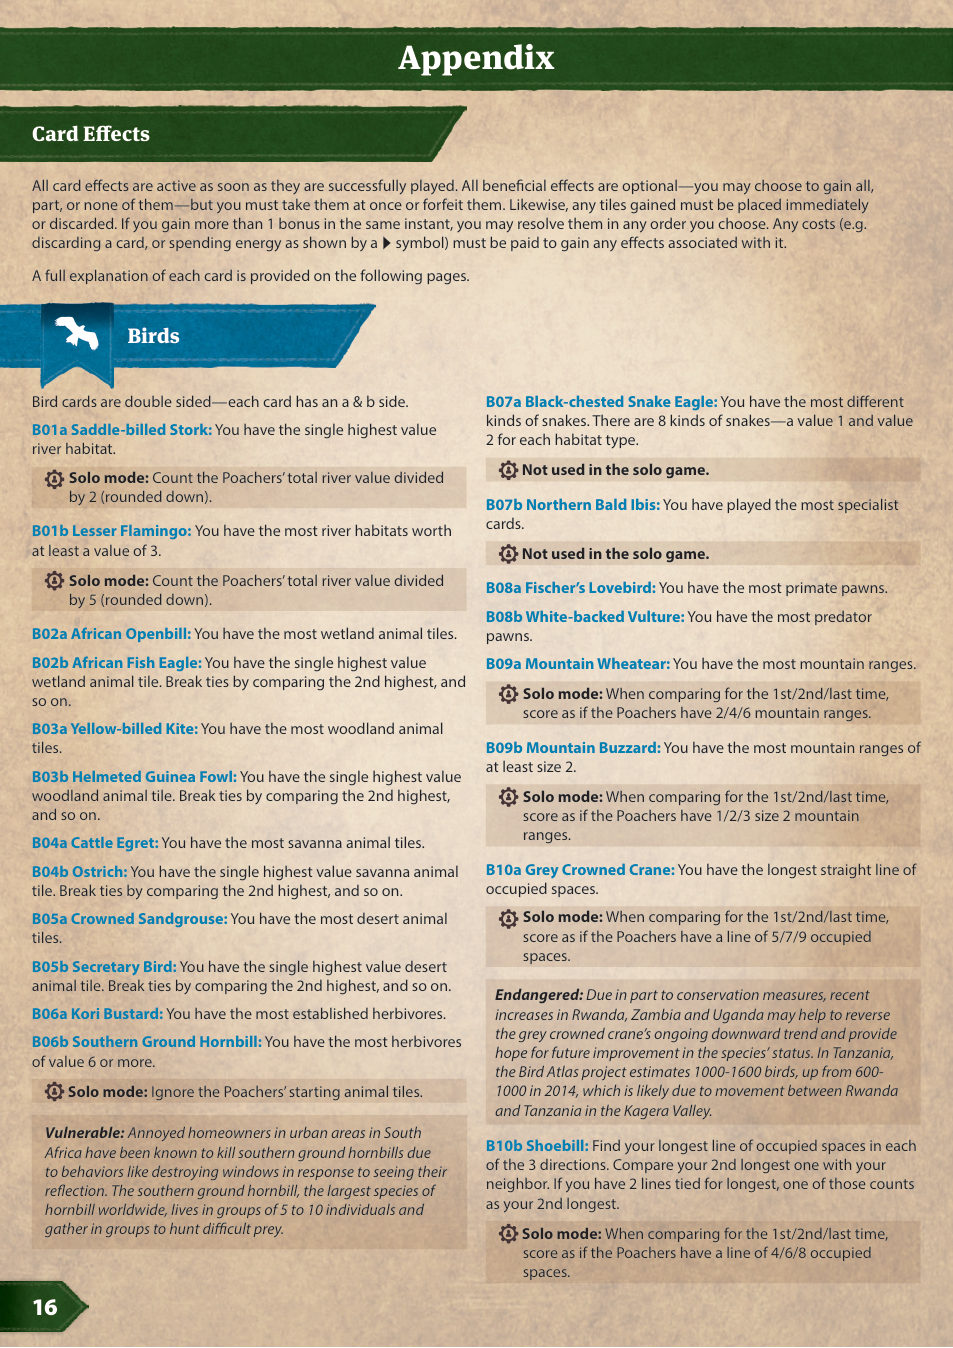 Appendix
Card Effects
All card effects are active as soon as they are successfully played. All beneficial effects are optional—you may choose to gain all,
part, or none of them—but you must take them at once or forfeit them. Likewise, any tiles gained must be placed immediately
or discarded. If you gain more than 1 bonus in the same instant, you may resolve them in any order you choose. Any costs (e.g.
discarding a card, or spending energy as shown by a symbol) must be paid to gain any effects associated with it.
A full explanation of each card is provided on the following pages.
Birds
Bird cards are double sided—each card has an a & b side.
B01a Saddle-billed Stork: You have the single highest value
river habitat.
Solo mode: Count the Poachers’ total river value divided
by 2 (rounded down).
B01b Lesser Flamingo: You have the most river habitats worth
at least a value of 3.
Solo mode: Count the Poachers’ total river value divided
by 5 (rounded down).
B02a African Openbill: You have the most wetland animal tiles.
B02b African Fish Eagle: You have the single highest value
wetland animal tile. Break ties by comparing the 2nd highest, and
so on.
B03a Yellow-billed Kite: You have the most woodland animal
tiles.
B03b Helmeted Guinea Fowl: You have the single highest value
woodland animal tile. Break ties by comparing the 2nd highest,
and so on.
B04a Cattle Egret: You have the most savanna animal tiles.
B04b Ostrich: You have the single highest value savanna animal
tile. Break ties by comparing the 2nd highest, and so on.
B05a Crowned Sandgrouse: You have the most desert animal
tiles.
B05b Secretary Bird: You have the single highest value desert
animal tile. Break ties by comparing the 2nd highest, and so on.
B06a Kori Bustard: You have the most established herbivores.
B06b Southern Ground Hornbill: You have the most herbivores
of value 6 or more.
Solo mode: Ignore the Poachers’ starting animal tiles.
Vulnerable: Annoyed homeowners in urban areas in South
Africa have been known to kill southern ground hornbills due
to behaviors like destroying windows in response to seeing their
reflection. The southern ground hornbill, the largest species of
hornbill worldwide, lives in groups of 5 to 10 individuals and
gather in groups to hunt difficult prey.
B07a Black-chested Snake Eagle: You have the most different
kinds of snakes. There are 8 kinds of snakes—a value 1 and value
2 for each habitat type.
Not used in the solo game.
B07b Northern Bald Ibis: You have played the most specialist
cards.
Not used in the solo game.
B08a Fischer’s Lovebird: You have the most primate pawns.
B08b White-backed Vulture: You have the most predator
pawns.
B09a Mountain Wheatear: You have the most mountain ranges.
Solo mode: When comparing for the 1st/2nd/last time,
score as if the Poachers have 2/4/6 mountain ranges.
B09b Mountain Buzzard: You have the most mountain ranges of
at least size 2.
Solo mode: When comparing for the 1st/2nd/last time,
score as if the Poachers have 1/2/3 size 2 mountain
ranges.
B10a Grey Crowned Crane: You have the longest straight line of
occupied spaces.
Solo mode: When comparing for the 1st/2nd/last time,
score as if the Poachers have a line of 5/7/9 occupied
spaces.
Endangered: Due in part to conservation measures, recent
increases in Rwanda, Zambia and Uganda may help to reverse
the grey crowned crane’s ongoing downward trend and provide
hope for future improvement in the species’ status. In Tanzania,
the Bird Atlas project estimates 1000-1600 birds, up from 600-
1000 in 2014, which is likely due to movement between Rwanda
and Tanzania in the Kagera Valley.
B10b Shoebill: Find your longest line of occupied spaces in each
of the 3 directions. Compare your 2nd longest one with your
neighbor. If you have 2 lines tied for longest, one of those counts
as your 2nd longest.
Solo mode: When comparing for the 1st/2nd/last time,
score as if the Poachers have a line of 4/6/8 occupied
spaces.
16